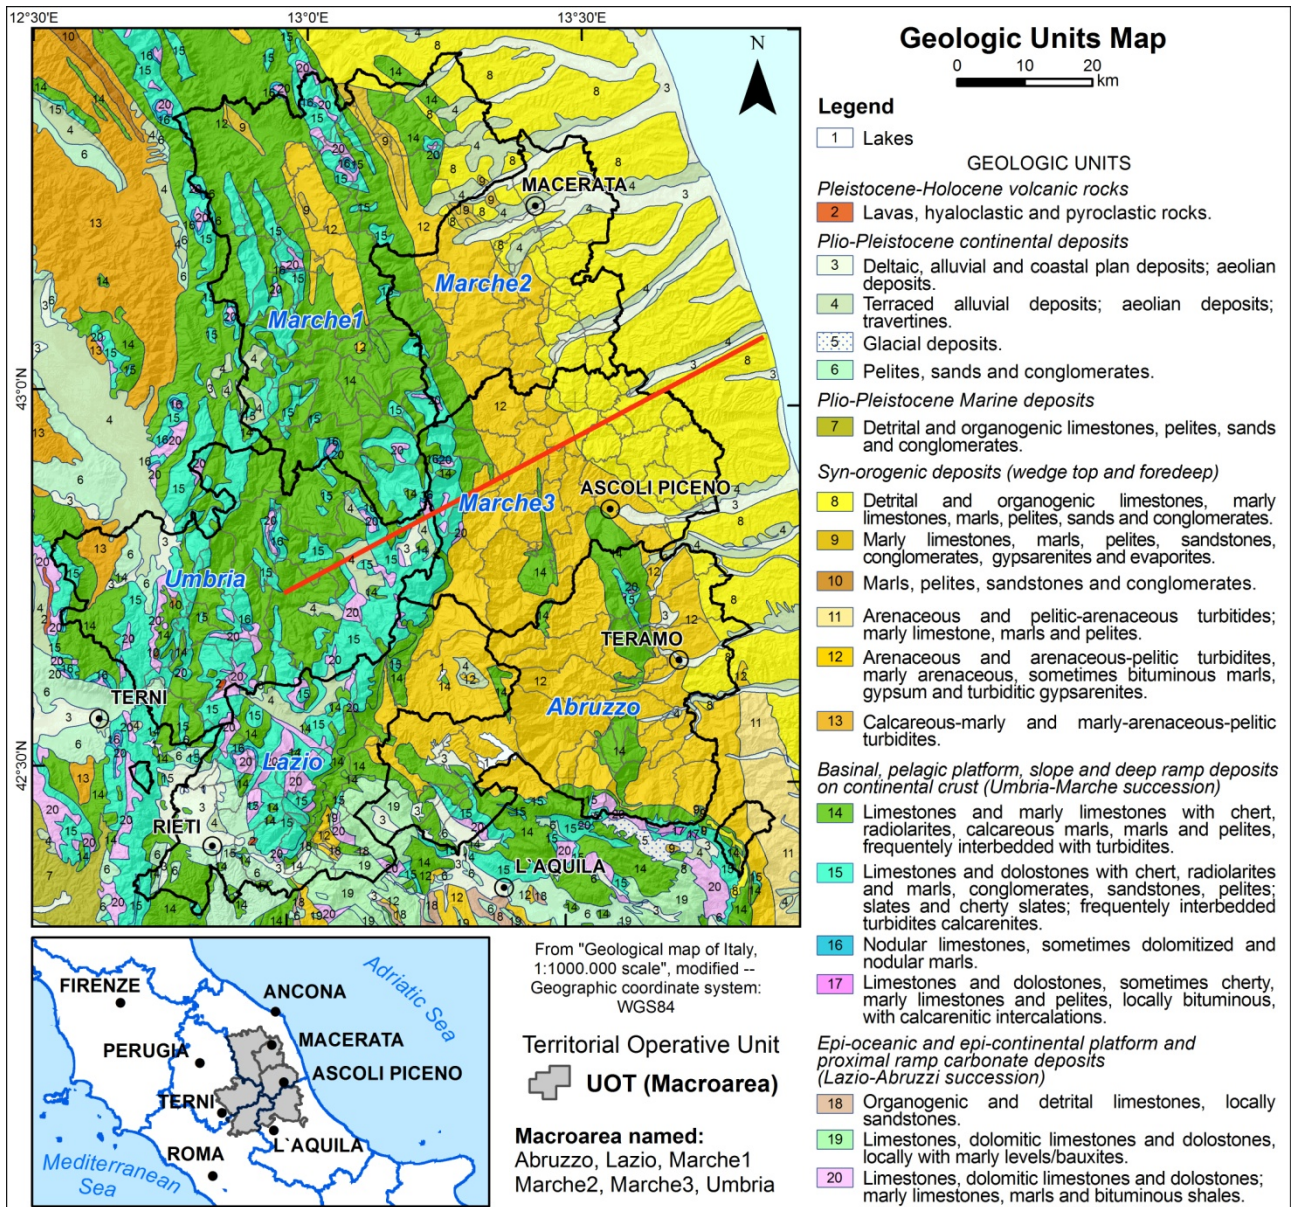 12°30'E
13°0'E
13°30'E
43°0'N
42°30'N
N
MACERATA
Marche2
Marche1
Marche3
ASCOLI PICENO
Umbria
TERAMO
TERNI
Abruzzo
Lazio
RIETI
L`AQUILA
Geologic Units Map
0 10 20
km
Legend
1 Lakes
GEOLOGIC UNITS
Pleistocene-Holocene volcanic rocks
2 Lavas, hyaloclastic and pyroclastic rocks.
Plio-Pleistocene continental deposits
3 Deltaic, alluvial and coastal plan deposits; aeolian
deposits.
4 Terraced alluvial deposits; aeolian deposits;
travertines.
5 Glacial deposits.
6 Pelites, sands and conglomerates.
Plio-Pleistocene Marine deposits
7 Detrital and organogenic limestones, pelites, sands
and conglomerates.
Syn-orogenic deposits (wedge top and foredeep)
8 Detrital and organogenic limestones, marly
limestones, marls, pelites, sands and conglomerates.
9 Marly limestones, marls, pelites, sandstones,
conglomerates, gypsarenites and evaporites.
10 Marls, pelites, sandstones and conglomerates.
11 Arenaceous and pelitic-arenaceous turbitides;
marly limestone, marls and pelites.
12 Arenaceous and arenaceous-pelitic turbidites,
marly arenaceous, sometimes bituminous marls,
gypsum and turbiditic gypsarenites.
13 Calcareous-marly and marly-arenaceous-pelitic
turbidites.
Basinal, pelagic platform, slope and deep ramp deposits
on continental crust (Umbria-Marche succession)
14 Limestones and marly limestones with chert,
radiolarites, calcareous marls, marls and pelites,
frequentely interbedded with turbidites.
15 Limestones and dolostones with chert, radiolarites
and marls, conglomerates, sandstones, pelites;
slates and cherty slates; frequentely interbedded
turbidites calcarenites.
16 Nodular limestones, sometimes dolomitized and
nodular marls.
17 Limestones and dolostones, sometimes cherty,
marly limestones and pelites, locally bituminous,
with calcarenitic intercalations.
Epi-oceanic and epi-continental platform and
proximal ramp carbonate deposits
(Lazio-Abruzzi succession)
18 Organogenic and detrital limestones, locally
sandstones.
19 Limestones, dolomitic limestones and dolostones,
locally with marly levels/bauxites.
20 Limestones, dolomitic limestones and dolostones;
marly limestones, marls and bituminous shales.
FIRENZE
ANCONA
Adriatic Sea
MACERATA
PERUGIA
ASCOLI PICENO
TERNI
L`AQUILA
ROMA
Mediterranean
Sea
From "Geological map of Italy,
1:1000.000 scale", modified --
Geographic coordinate system:
WGS84
Territorial Operative Unit
UOT (Macroarea)
Macroarea named:
Abruzzo, Lazio, Marche1
Marche2, Marche3, Umbria